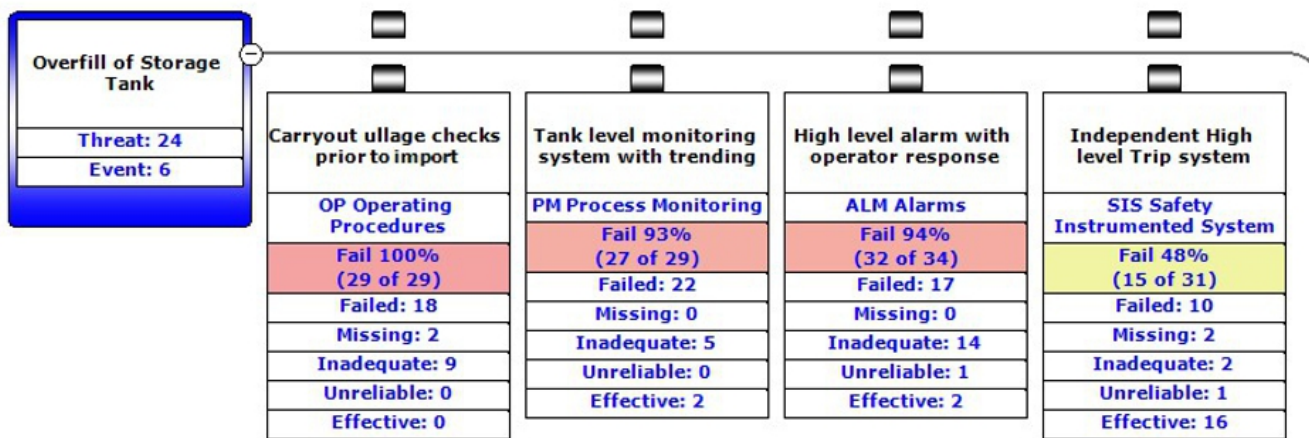 Overfill of Storage
Tank
Threat: 24
Event: 6
Carryout ullage checks
prior to import
OP Operating
Procedures
Fail 100%
(29 of 29)
Failed: 18
Missing: 2
Inadequate: 9
Unreliable: 0
Effective: 0
Tank level monitoring
system with trending
PM Process Monitoring
Fail 93%
(27 of 29)
Failed: 22
Missing: 0
Inadequate: 5
Unreliable: 0
Effective: 2
High level alarm with
operator response
ALM Alarms
Fail 94%
(32 of 34)
Failed: 17
Missing: 0
Inadequate: 14
Unreliable: 1
Effective: 2
Independent High
level Trip system
SIS Safety
Instrumented System
Fail 48%
(15 of 31)
Failed: 10
Missing: 2
Inadequate: 2
Unreliable: 1
Effective: 16